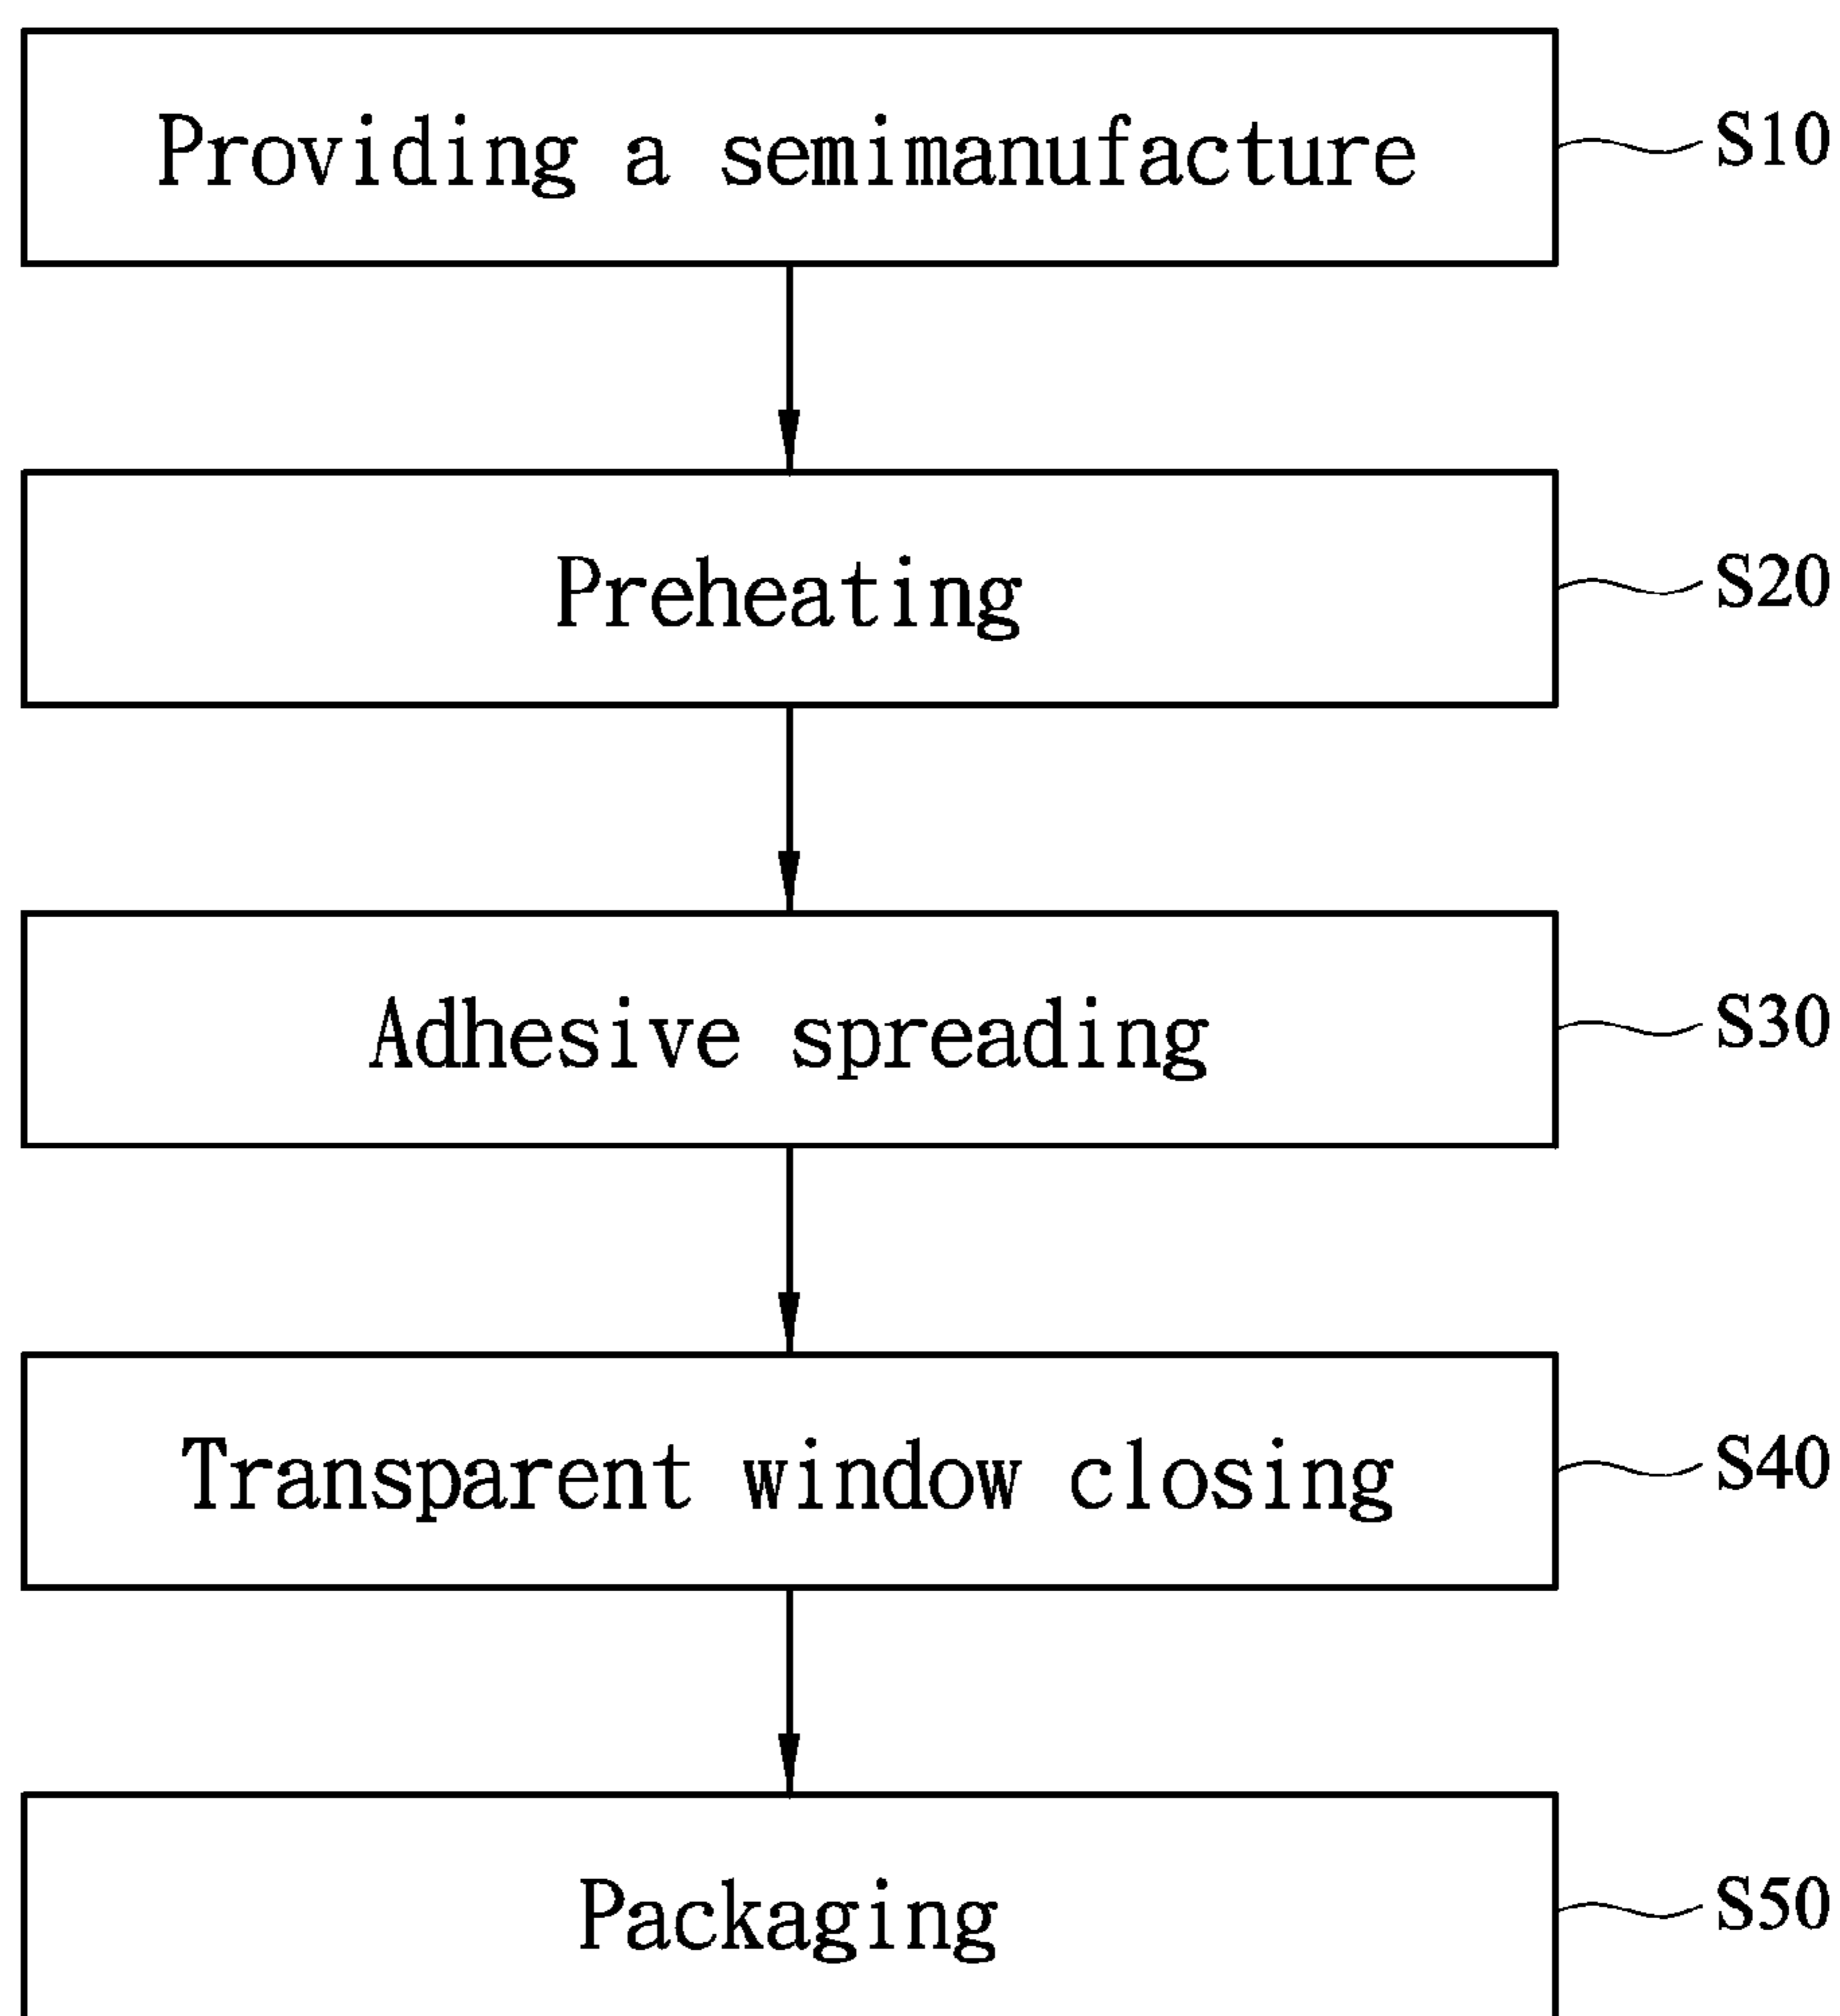 Providing a semimanufacture S10
Preheating S20
Adhesive spreading S30
Transparent window closing S40
Packaging S50